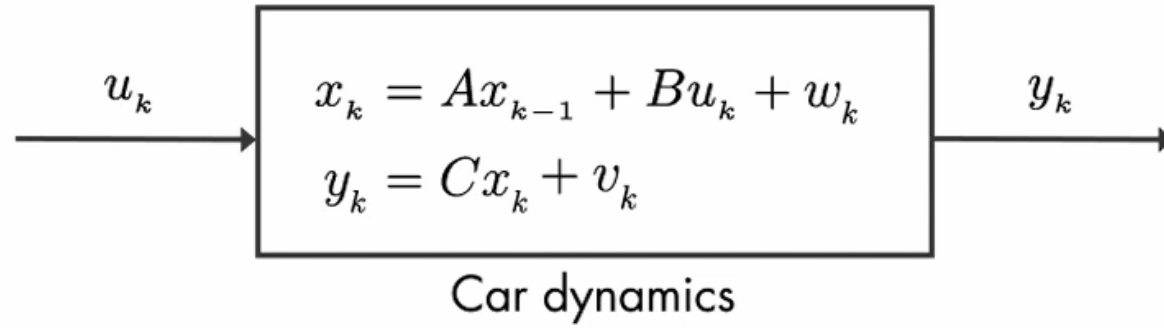 u_k
x_k = Ax_{k-1} + Bu_k + w_k
y_k
y_k = Cx_k + v_k
Car dynamics